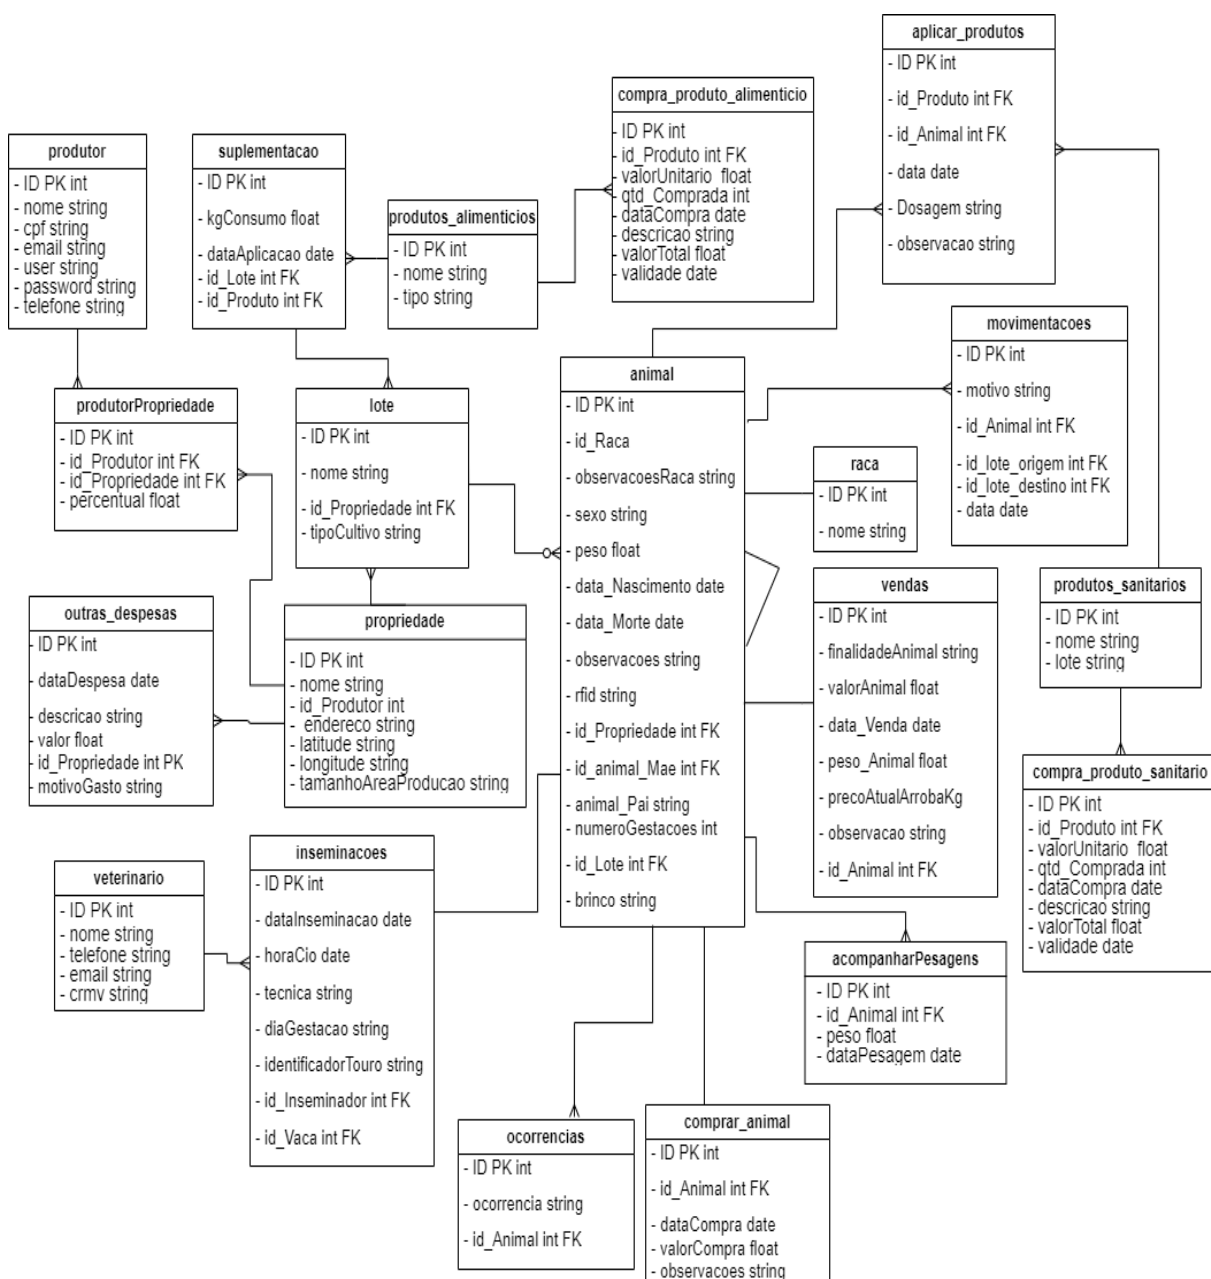 aplicar_produtos
- ID PK int
- id_Produto int FK
- id_Animal int FK
- data date
- Dosagem string
- observacao string
compra_produto_alimenticio
- ID PK int
- id_Produto int FK
- valorUnitario  float
- qtd_Comprada int
- dataCompra date
- descricao string
- valorTotal float
- validade date
produtor
- ID PK int
- nome string
- cpf string
- email string
- user string
- password string
- telefone string
suplementacao
- ID PK int
- kgConsumo float
- dataAplicacao date
- id_Lote int FK
- id_Produto int FK
produtos_alimenticios
- ID PK int
- nome string
- tipo string
movimentacoes
- ID PK int
- motivo string
- id_Animal int FK
- id_lote_origem int FK
- id_lote_destino int FK
- data date
animal
- ID PK int
- id_Raca
- observacoesRaca string
- sexo string
- peso float
- data_Nascimento date
- data_Morte date
- observacoes string
- rfid string
- id_Propriedade int FK
- id_animal_Mae int FK
- animal_Pai string
- numeroGestacoes int
- id_Lote int FK
- brinco string
produtorPropriedade
- ID PK int
- id_Produtor int FK
- id_Propriedade int FK
- percentual float
lote
- ID PK int
- nome string
- id_Propriedade int FK
- tipoCultivo string
raca
- ID PK int
- nome string
vendas
- ID PK int
- finalidadeAnimal string
- valorAnimal float
- data_Venda date
- peso_Animal float
- precoAtualArrobaKg
- observacao string
- id_Animal int FK
produtos_sanitarios
- ID PK int
- nome string
- lote string
outras_despesas
- ID PK int
- dataDespesa date
- descricao string
- valor float
- id_Propriedade int PK
- motivoGasto string
propriedade
- ID PK int
- nome string
- id_Produtor int
-  endereco string
- latitude string
- longitude string
- tamanhoAreaProducao string
compra_produto_sanitario
- ID PK int
- id_Produto int FK
- valorUnitario  float
- qtd_Comprada int
- dataCompra date
- descricao string
- valorTotal float
- validade date
inseminacoes
- ID PK int
- dataInseminacao date
- horaCio date
- tecnica string
- diaGestacao string
- identificadorTouro string
- id_Inseminador int FK
- id_Vaca int FK
veterinario
- ID PK int
- nome string
- telefone string
- email string
- crmv string
acompanharPesagens
- ID PK int
- id_Animal int FK
- peso float
- dataPesagem date
ocorrencias
- ID PK int
- ocorrencia string
- id_Animal int FK
comprar_animal
- ID PK int
- id_Animal int FK
- dataCompra date
- valorCompra float
- observacoes string